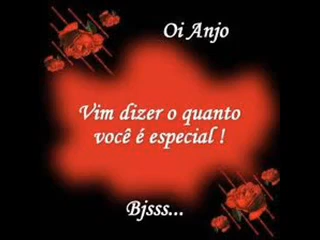 Oi Anjo
Vim dizer o quanto
você é especial !
Bjsss...